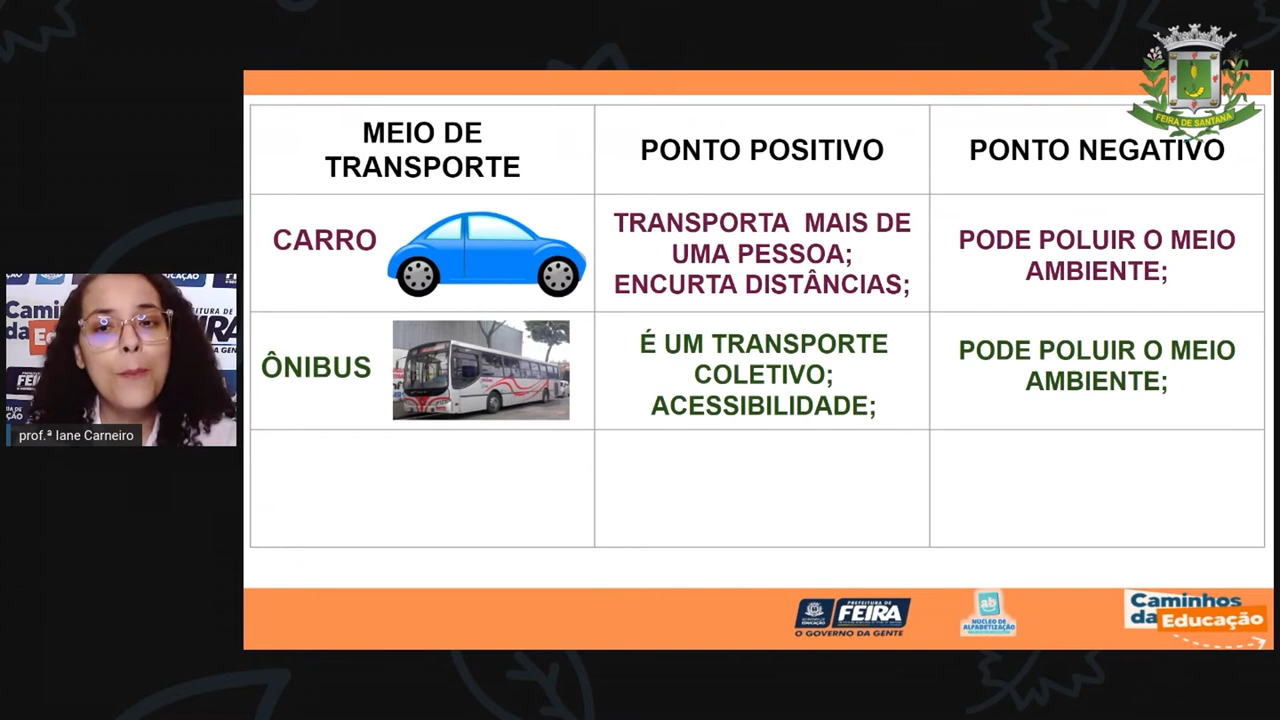 FEIRA DE SANTANA
MEIO DE
TRANSPORTE
PONTO POSITIVO
PONTO NEGATIVO
CARRO
TRANSPORTA MAIS DE
UMA PESSOA;
ENCURTA DISTÂNCIAS;
PODE POLUIR O MEIO
AMBIENTE;
ÔNIBUS
É UM TRANSPORTE
COLETIVO;
ACESSIBILIDADE;
PODE POLUIR O MEIO
AMBIENTE;
prof.ª Iane Carneiro
PREFEITURA DE
FEIRA
O GOVERNO DA GENTE
ab
NÚCLEO DE
ALFABETIZAÇÃO
Caminhos
da Educação